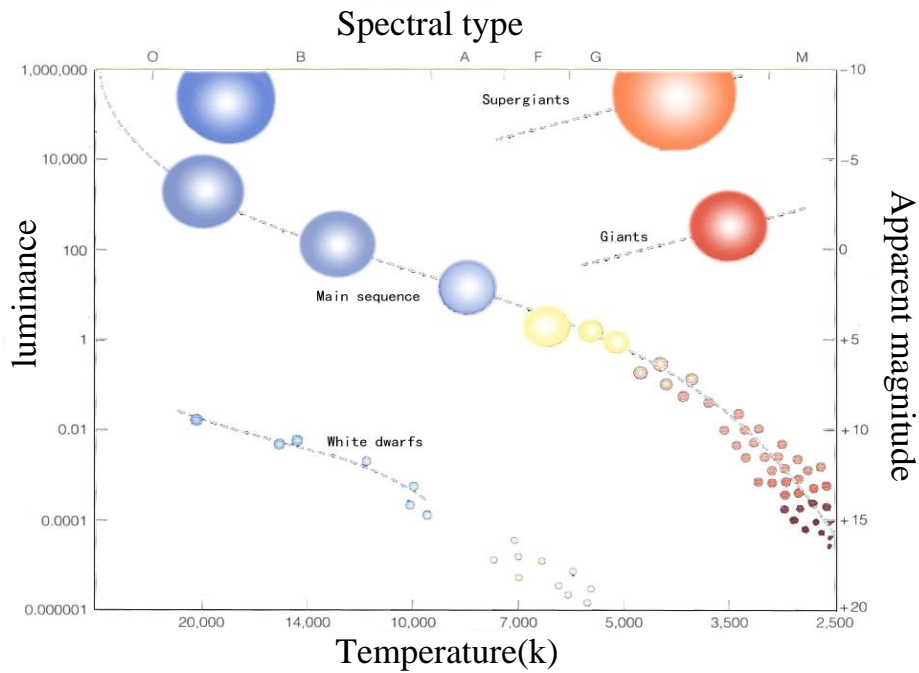 Spectral type
O B A F G M
1,000,000
10,000
100
1
0.01
0.0001
0.000001
luminance
Supergiants
Giants
Main sequence
White dwarfs
-10
-5
0
+5
+10
+15
+20
Apparent magnitude
20,000 14,000 10,000 7,000 5,000 3,500 2,500
Temperature(k)